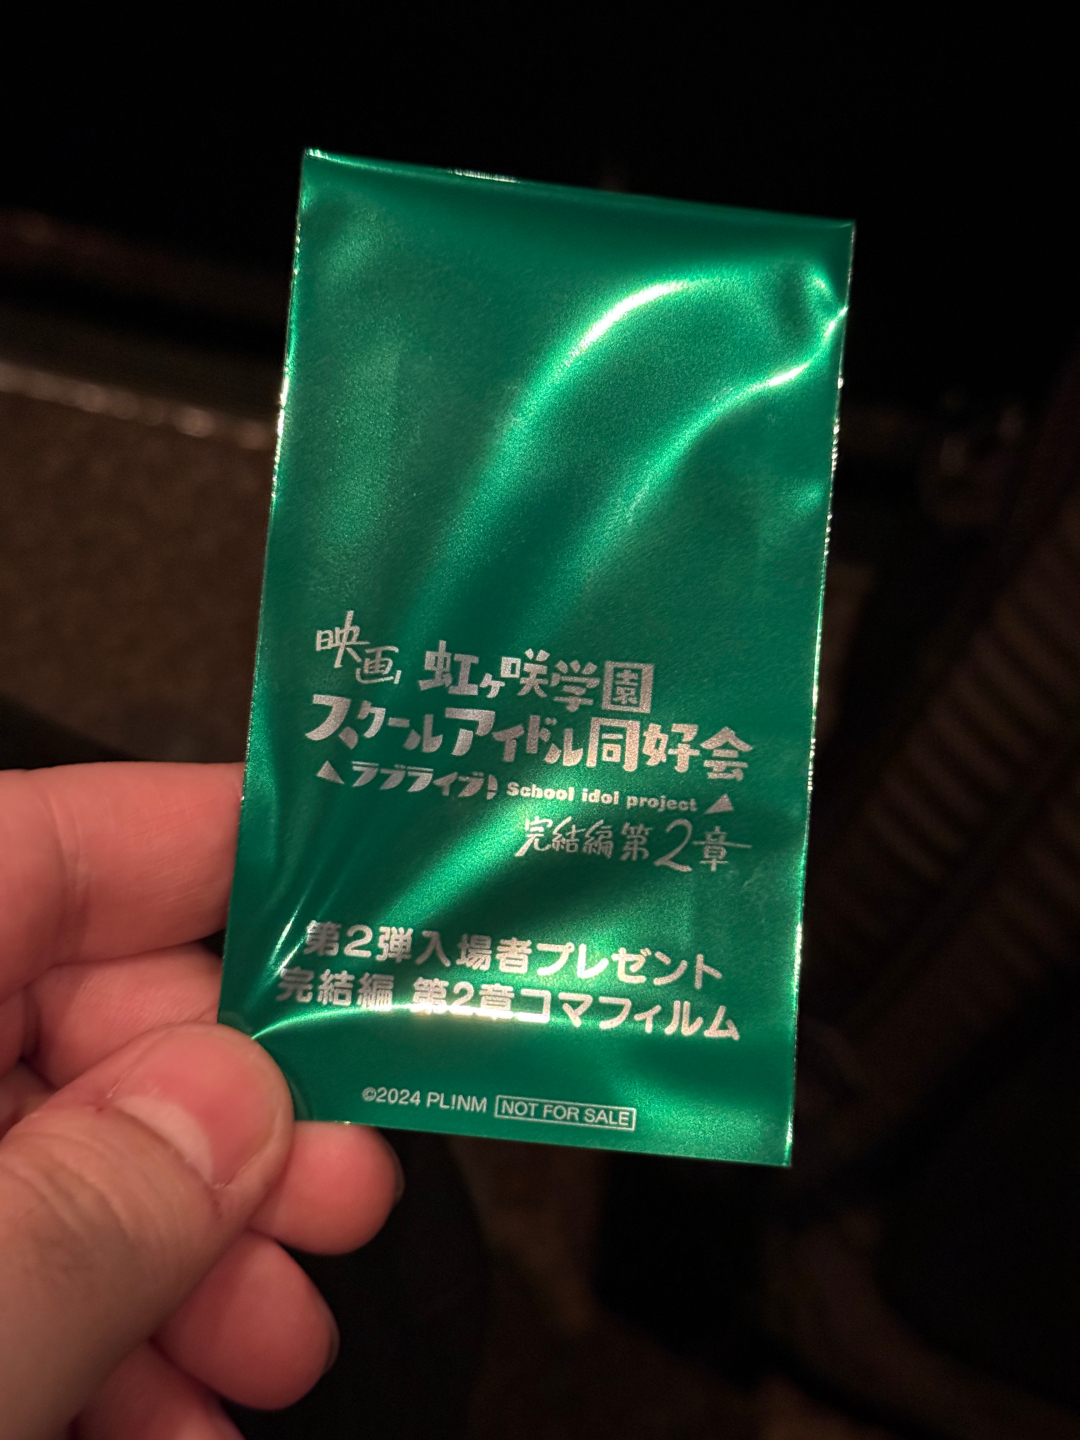 映画 虹ヶ咲学園
スクールアイドル同好会
ラブライブ! School idol project
完結編 第2章
第2弾入場者プレゼント
完結編 第2章コマフィルム
©2024 PL!NM NOT FOR SALE